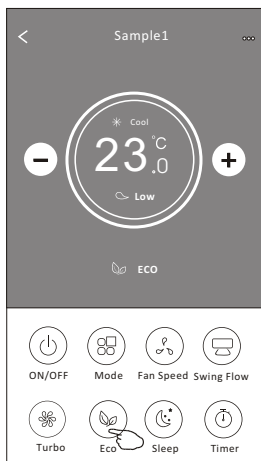 Sample1
Cool
23.0°C
Low
ECO
ON/OFF Mode Fan Speed Swing Flow
Turbo Eco Sleep Timer